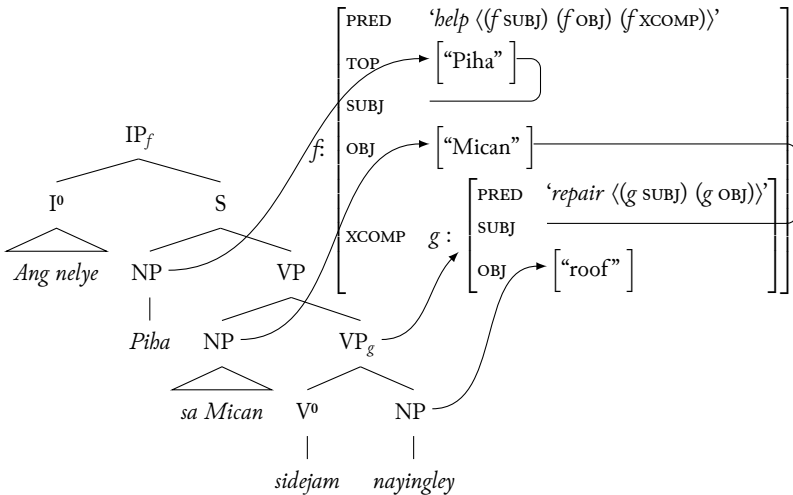 PRED ‘help ⟨(f SUBJ) (f OBJ) (f XCOMP)⟩’
TOP [“Piha”]
SUBJ
IP_f
f: OBJ [“Mican”]
PRED ‘repair ⟨(g SUBJ) (g OBJ)⟩’
I⁰ S
SUBJ
XCOMP g :
Ang nelye NP VP
OBJ [“roof”]
Piha NP VP_g
sa Mican V⁰ NP
sidejam nayingley